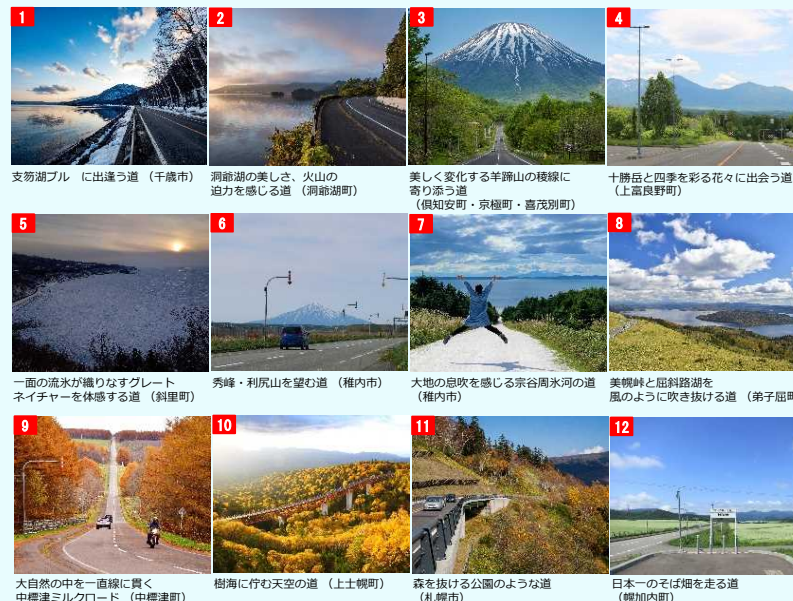 1
支笏湖ブル　に出逢う道 （千歳市）
2
洞爺湖の美しさ、火山の
迫力を感じる道 （洞爺湖町）
3
美しく変化する羊蹄山の稜線に
寄り添う道
（倶知安町・京極町・喜茂別町）
4
十勝岳と四季を彩る花々に出会う道
（上富良野町）
5
一面の流氷が織りなすグレート
ネイチャーを体感する道 （斜里町）
6
秀峰・利尻山を望む道 （稚内市）
7
大地の息吹を感じる宗谷周氷河の道
（稚内市）
8
美幌峠と屈斜路湖を
風のように吹き抜ける道 （弟子屈町
9
大自然の中を一直線に貫く
中標津ミルクロード （中標津町）
10
樹海に佇む天空の道 （上士幌町）
11
森を抜ける公園のような道
（札幌市）
12
日本一のそば畑を走る道
（幌加内町）